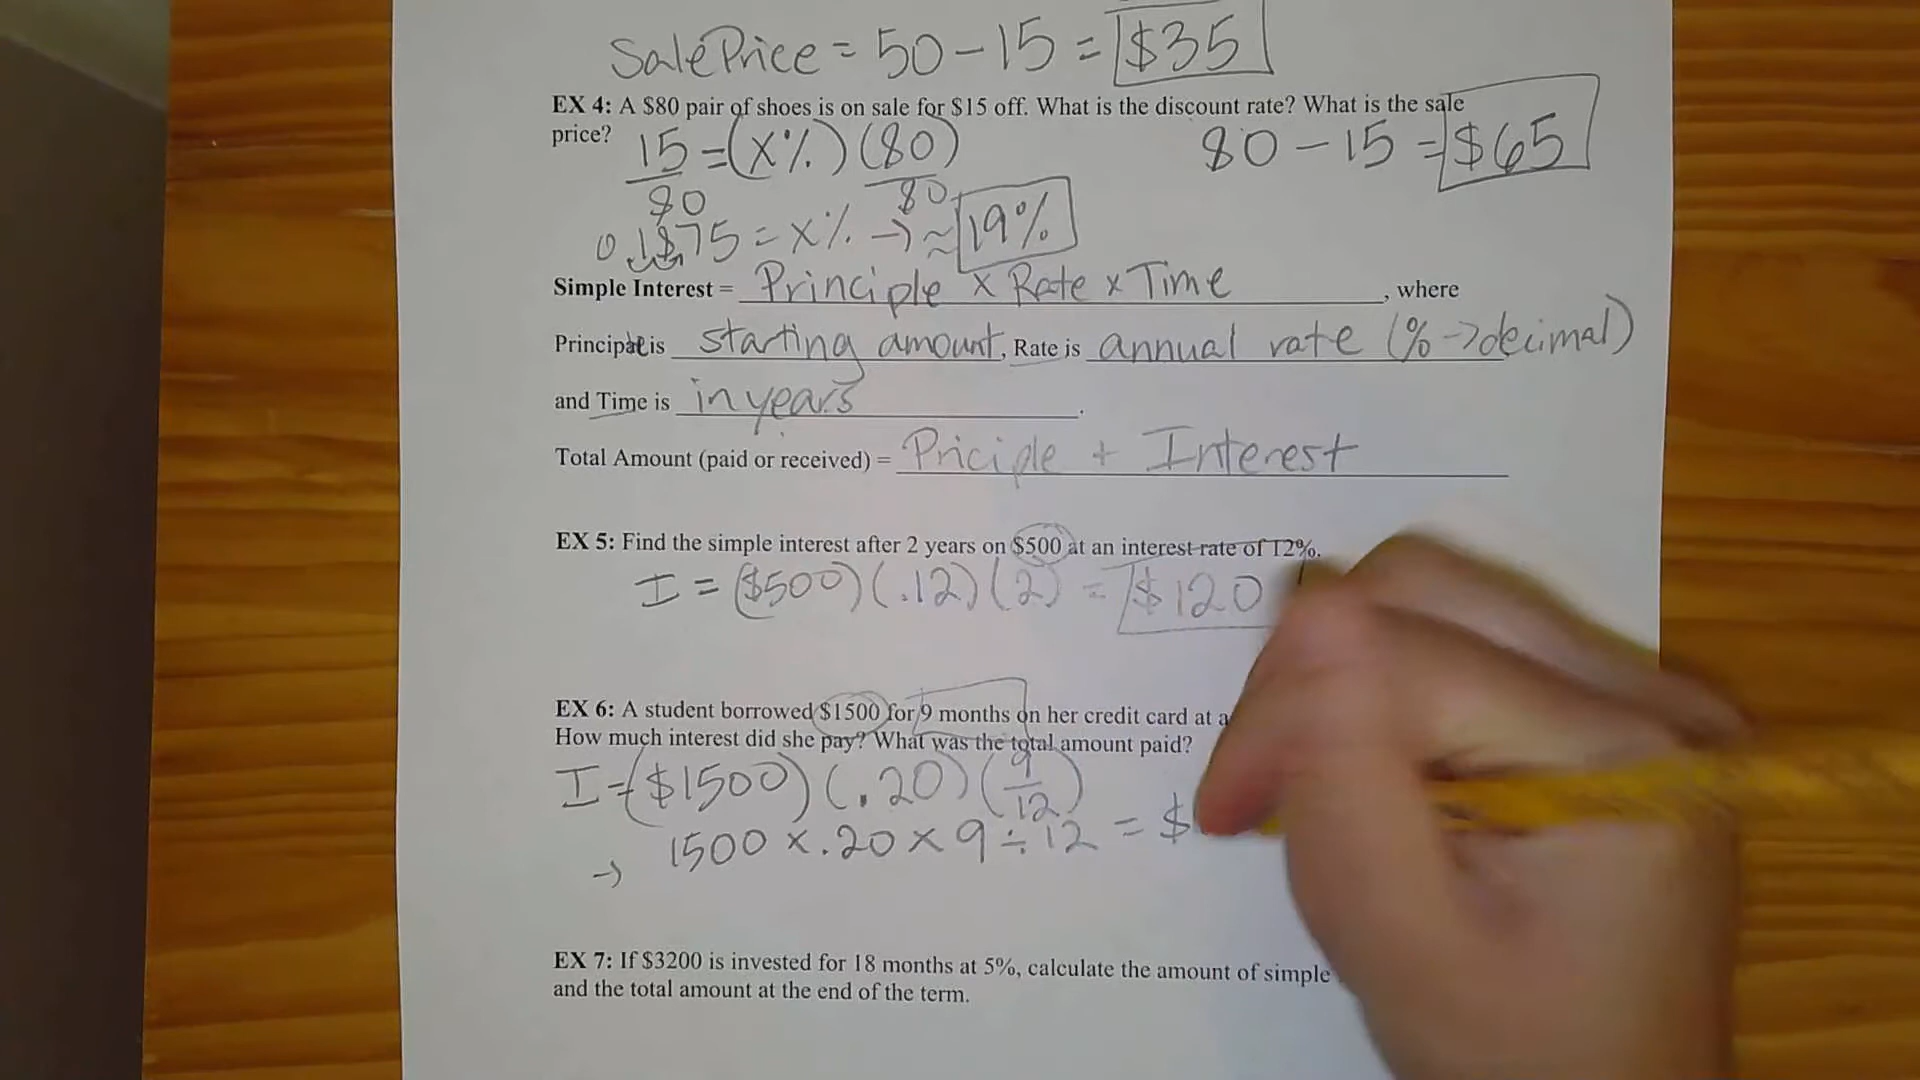 Sale Price = 50 - 15 = $35
EX 4: A $80 pair of shoes is on sale for $15 off. What is the discount rate? What is the sale
price?
15 = (x%)(80)
80 - 15 = $65
80 80
0.1875 = x% → ≈ 19%
Simple Interest = Principle x Rate x Time, where
Principle is starting amount, Rate is annual rate (% → decimal)
and Time is in years.
Total Amount (paid or received) = Priciple + Interest
EX 5: Find the simple interest after 2 years on $500 at an interest rate of 12%.
I = ($500)(.12)(2) = $120
EX 6: A student borrowed $1500 for 9 months on her credit card at a
How much interest did she pay? What was the total amount paid?
I = ($1500)(.20)(9/12)
→ 1500 x .20 x 9 ÷ 12 = $
EX 7: If $3200 is invested for 18 months at 5%, calculate the amount of simple
and the total amount at the end of the term.